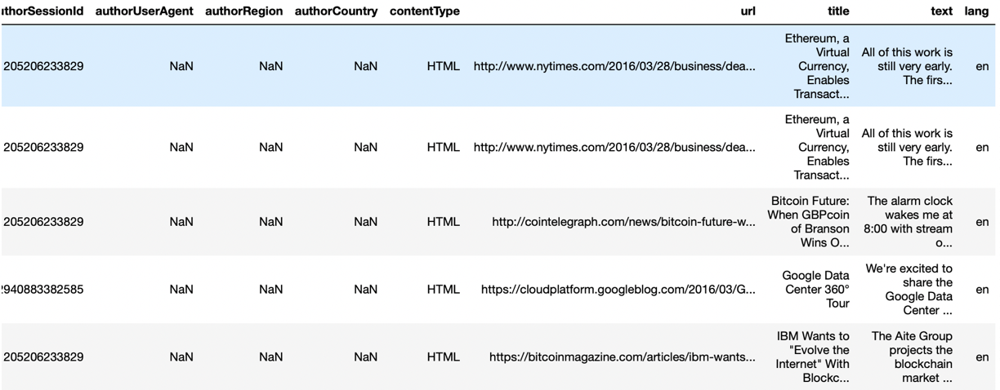 uthorSessionId authorUserAgent authorRegion authorCountry contentType url title text lang
205206233829 NaN NaN NaN HTML http://www.nytimes.com/2016/03/28/business/dea... Ethereum, a Virtual Currency, Enables Transact... All of this work is still very early. The firs... en
205206233829 NaN NaN NaN HTML http://www.nytimes.com/2016/03/28/business/dea... Ethereum, a Virtual Currency, Enables Transact... All of this work is still very early. The firs... en
205206233829 NaN NaN NaN HTML http://cointelegraph.com/news/bitcoin-future-w... Bitcoin Future: When GBPcoin of Branson Wins O... The alarm clock wakes me at 8:00 with stream o... en
2940883382585 NaN NaN NaN HTML https://cloudplatform.googleblog.com/2016/03/G... Google Data Center 360° Tour We're excited to share the Google Data Center ... en
205206233829 NaN NaN NaN HTML https://bitcoinmagazine.com/articles/ibm-wants... IBM Wants to "Evolve the Internet" With Blockc... The Aite Group projects the blockchain market ... en